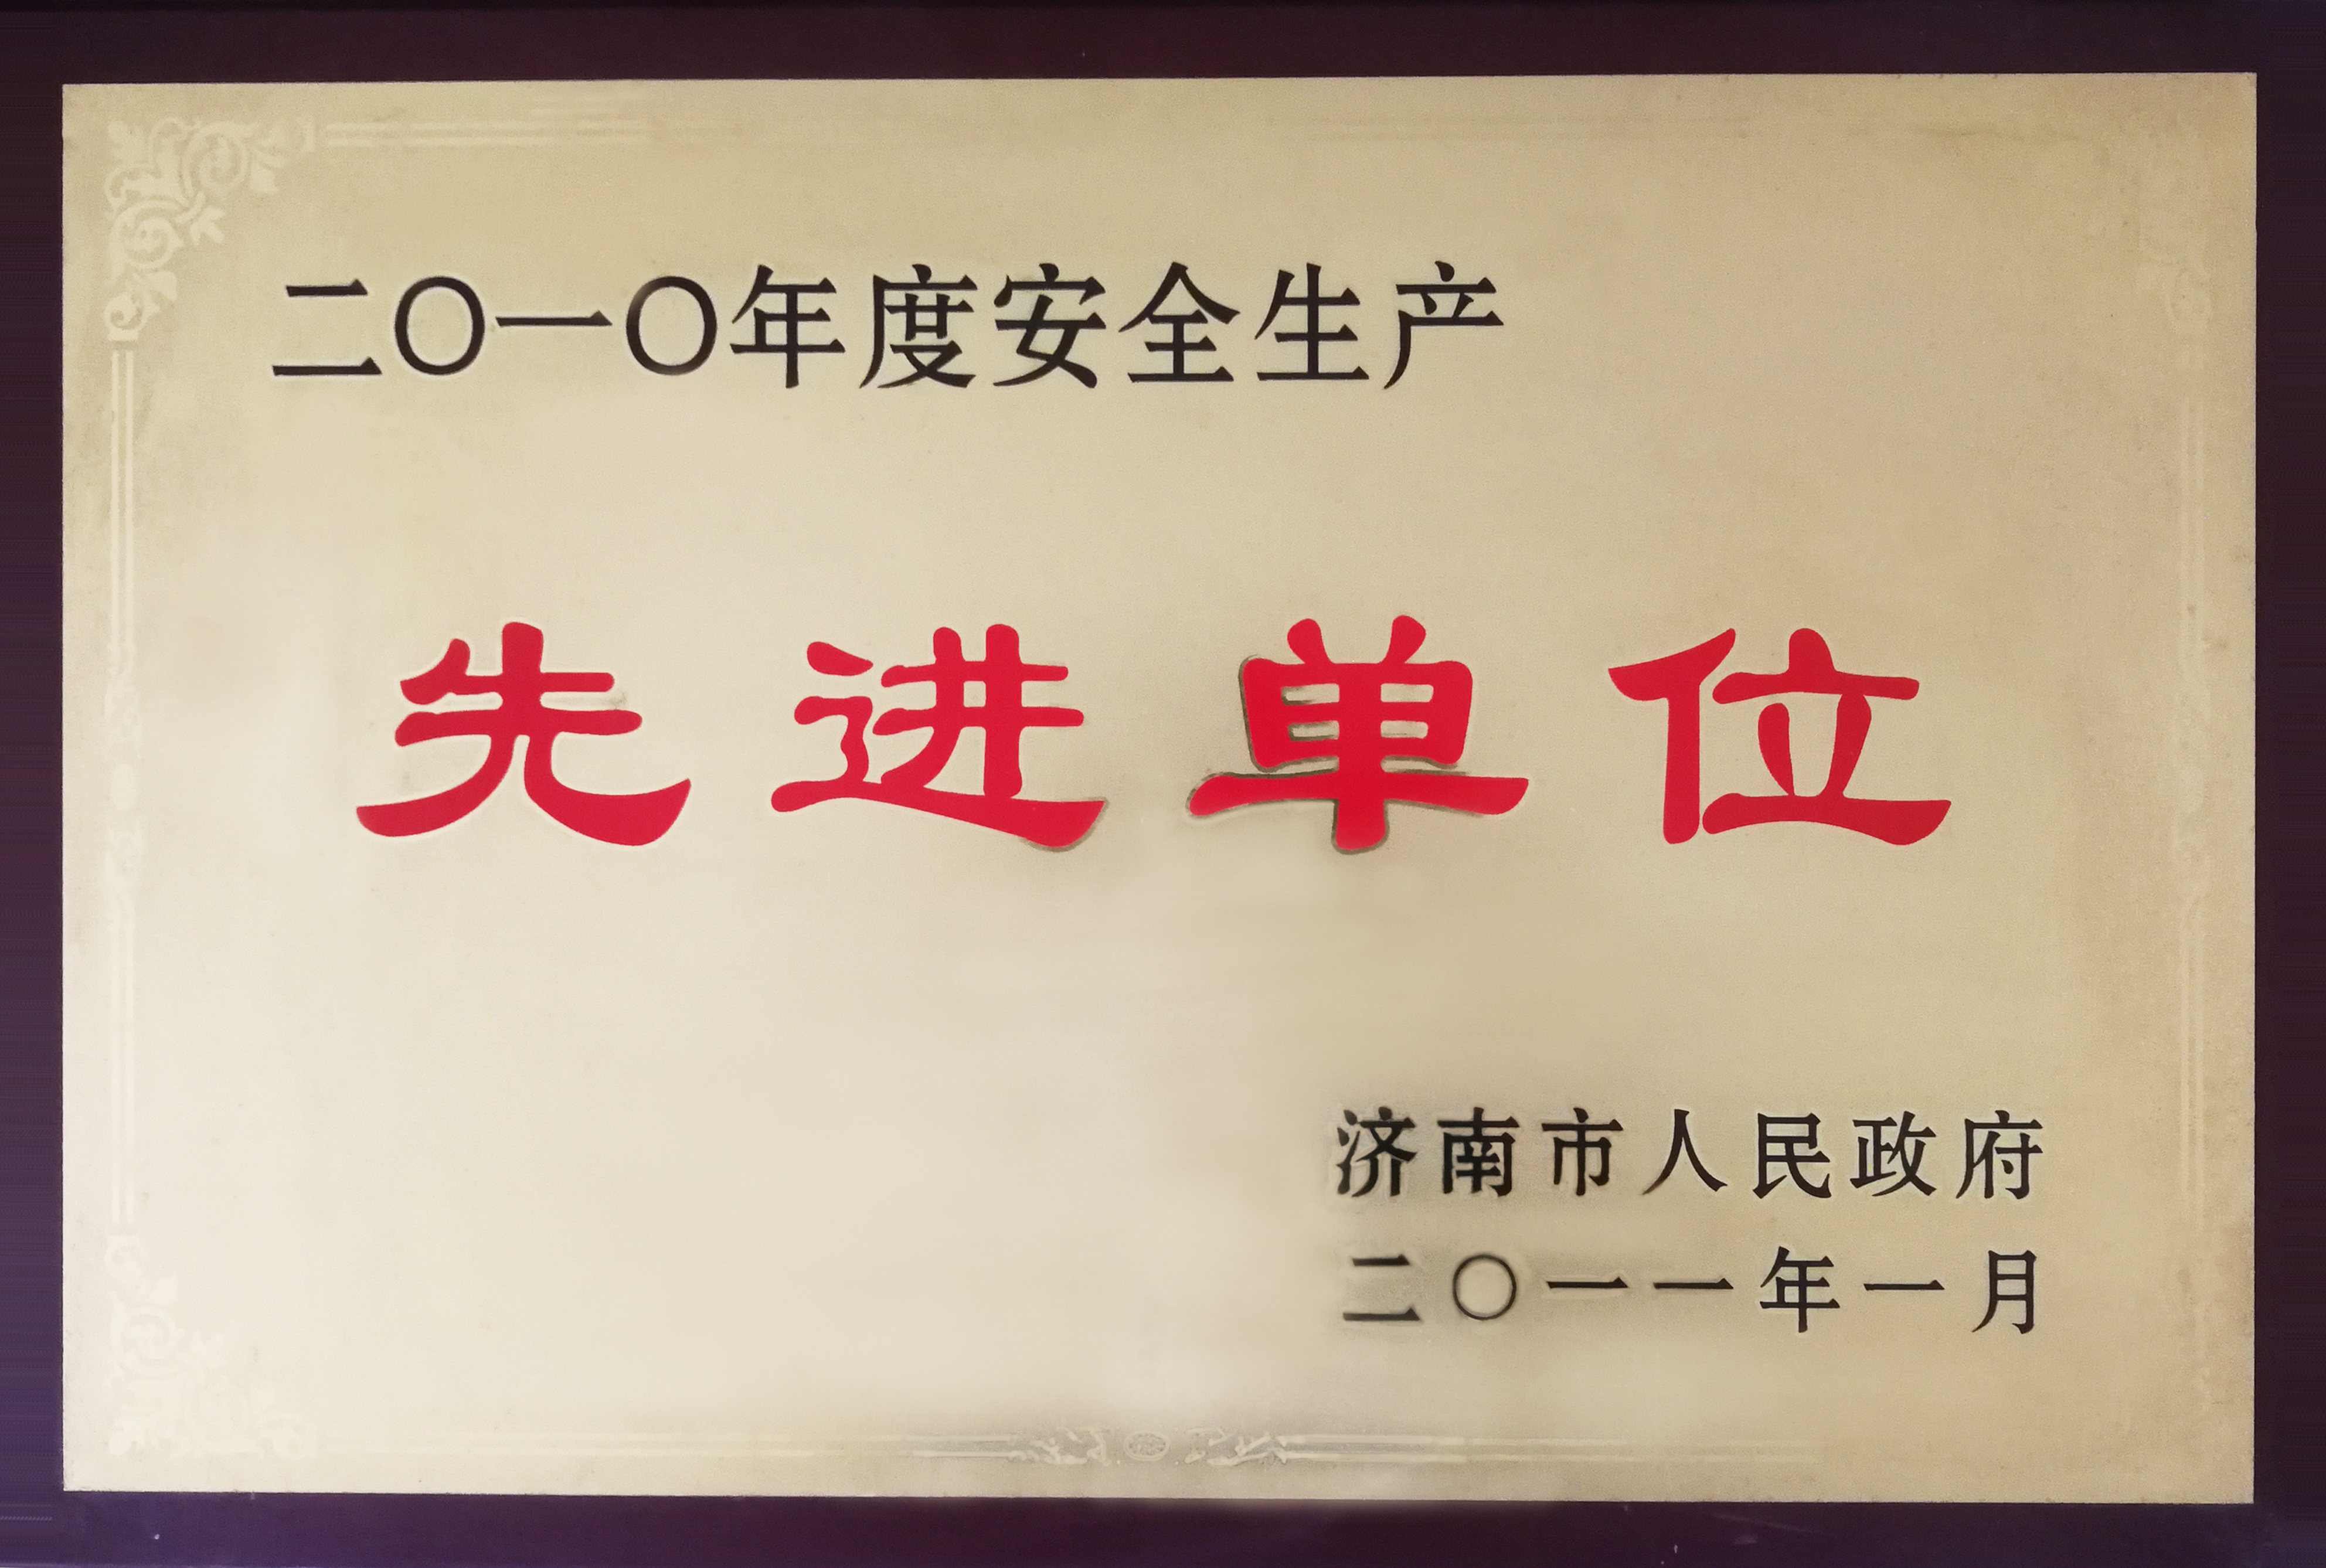 二〇一〇年度安全生产
先进单位
济南市人民政府
二〇一一年一月